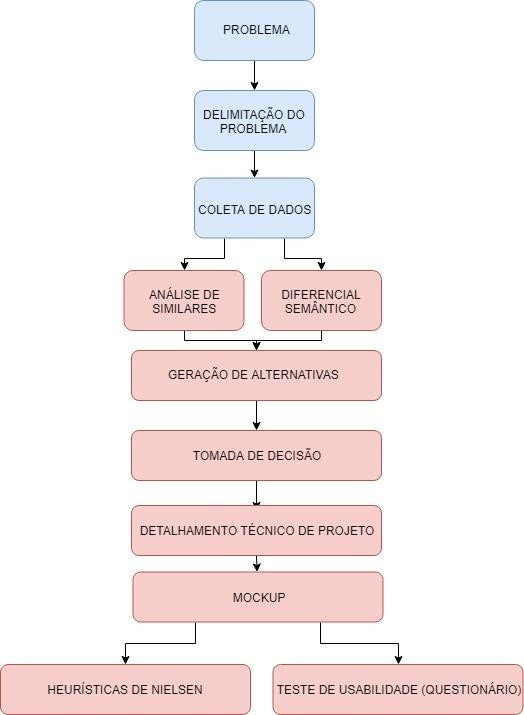 PROBLEMA
DELIMITAÇÃO DO
PROBLEMA
COLETA DE DADOS
ANÁLISE DE
SIMILARES
DIFERENCIAL
SEMÂNTICO
GERAÇÃO DE ALTERNATIVAS
TOMADA DE DECISÃO
DETALHAMENTO TÉCNICO DE PROJETO
MOCKUP
HEURÍSTICAS DE NIELSEN
TESTE DE USABILIDADE (QUESTIONÁRIO)